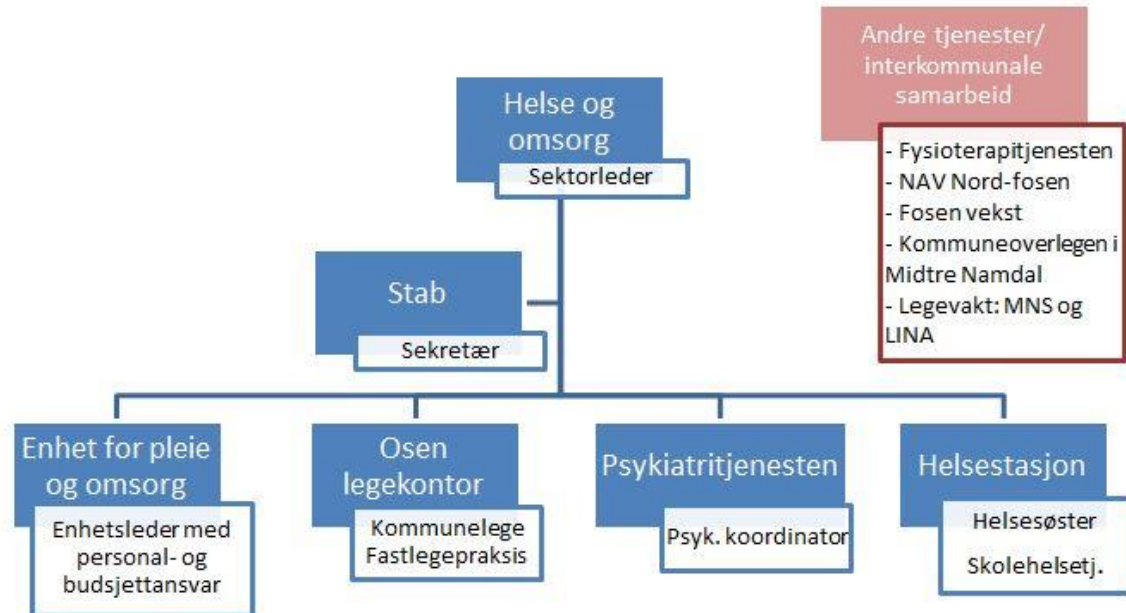 Helse og
omsorg
Sektorleder
Andre tjenester/
interkommunale
samarbeid
- Fysioterapitjenesten
- NAV Nord-fosen
- Fosen vekst
- Kommuneoverlegen i
Midtre Namdal
- Legevakt: MNS og
LINA
Stab
Sekretær
Enhet for pleie
og omsorg
Enhetsleder med
personal- og
budsjettansvar
Osen
legekontor
Kommunelege
Fastlegepraksis
Psykiatritjenesten
Psyk. koordinator
Helsestasjon
Helsesøster
Skolehelsetj.